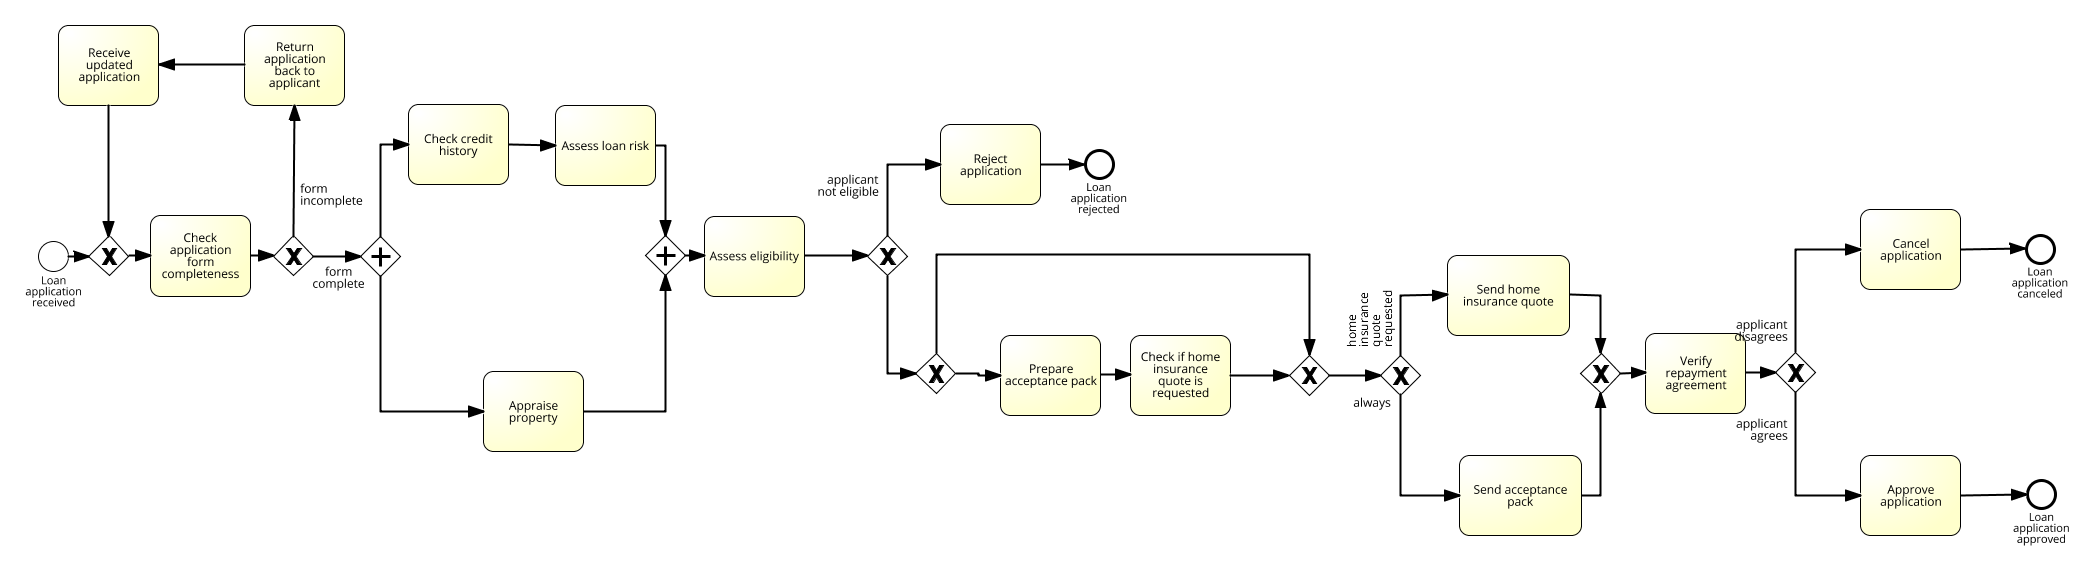 Receive
updated
application
Return
application
back to
applicant
Check credit
history
Assess loan risk
form
incomplete
Loan
application
received
Check
application
form
completeness
form
complete
Appraise
property
Assess eligibility
applicant
not eligible
Reject
application
Loan
application
rejected
Prepare
acceptance pack
Check if home
insurance
quote is
requested
home
insurance
quote
requested
always
Send home
insurance quote
Send acceptance
pack
Verify
repayment
agreement
applicant
disagrees
applicant
agrees
Cancel
application
Loan
application
canceled
Approve
application
Loan
application
approved